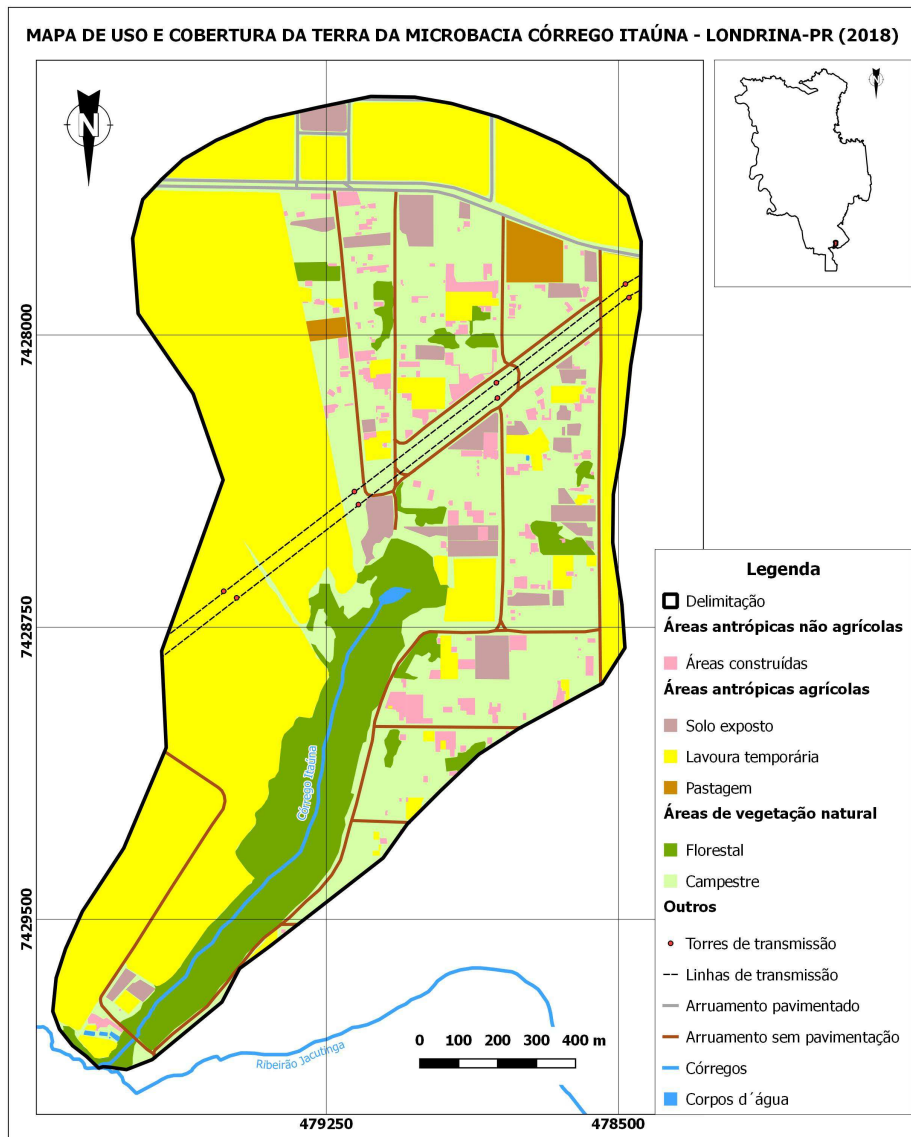 MAPA DE USO E COBERTURA DA TERRA DA MICROBACIA CÓRREGO ITAÚNA - LONDRINA-PR (2018)
N
N
7428000
7428750
7429500
Córrego Itaúna
Ribeirão Jacutinga
0 100 200 300 400 m
479250
478500
Legenda
Delimitação
Áreas antrópicas não agrícolas
Áreas construídas
Áreas antrópicas agrícolas
Solo exposto
Lavoura temporária
Pastagem
Áreas de vegetação natural
Florestal
Campestre
Outros
Torres de transmissão
Linhas de transmissão
Arruamento pavimentado
Arruamento sem pavimentação
Córregos
Corpos d´água